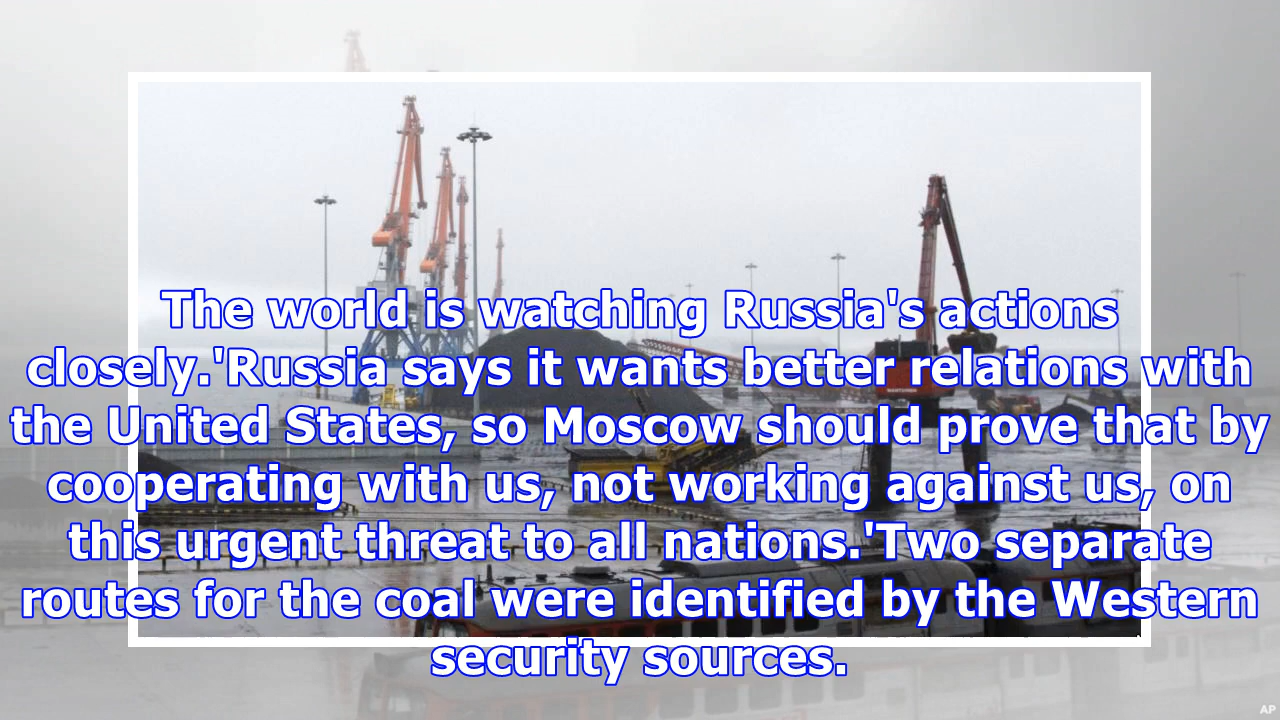 The world is watching Russia's actions
closely.'Russia says it wants better relations with
the United States, so Moscow should prove that by
cooperating with us, not working against us, on
this urgent threat to all nations.'Two separate
routes for the coal were identified by the Western
security sources.
AP